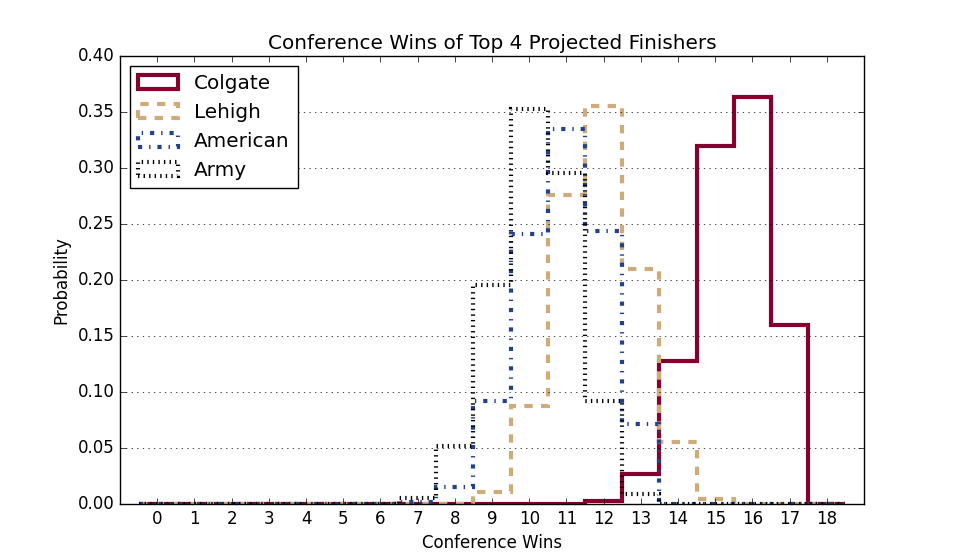 Conference Wins of Top 4 Projected Finishers
0.40
0.35
0.30
0.25
0.20
0.15
0.10
0.05
0.00
Probability
Colgate
Lehigh
American
Army
0 1 2 3 4 5 6 7 8 9 10 11 12 13 14 15 16 17 18
Conference Wins